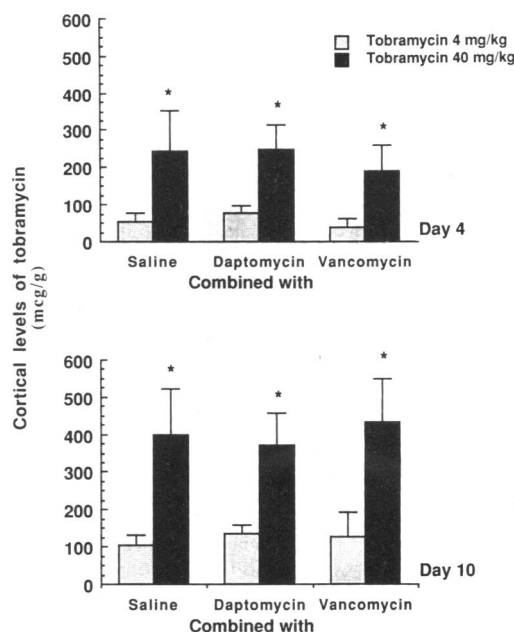 600
500
400
300
200
100
0
Tobramycin 4 mg/kg
Tobramycin 40 mg/kg
*
*
*
Saline Daptomycin Vancomycin
Combined with
Day 4
Cortical levels of tobramycin
(mcg/g)
600
500
400
300
200
100
0
*
*
*
Saline Daptomycin Vancomycin
Combined with
Day 10